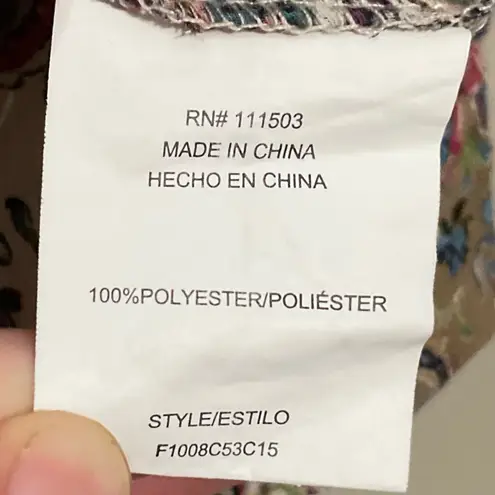 RN# 111503
MADE IN CHINA
HECHO EN CHINA
100%POLYESTER/POLIÉSTER
STYLE/ESTILO
F1008C53C15